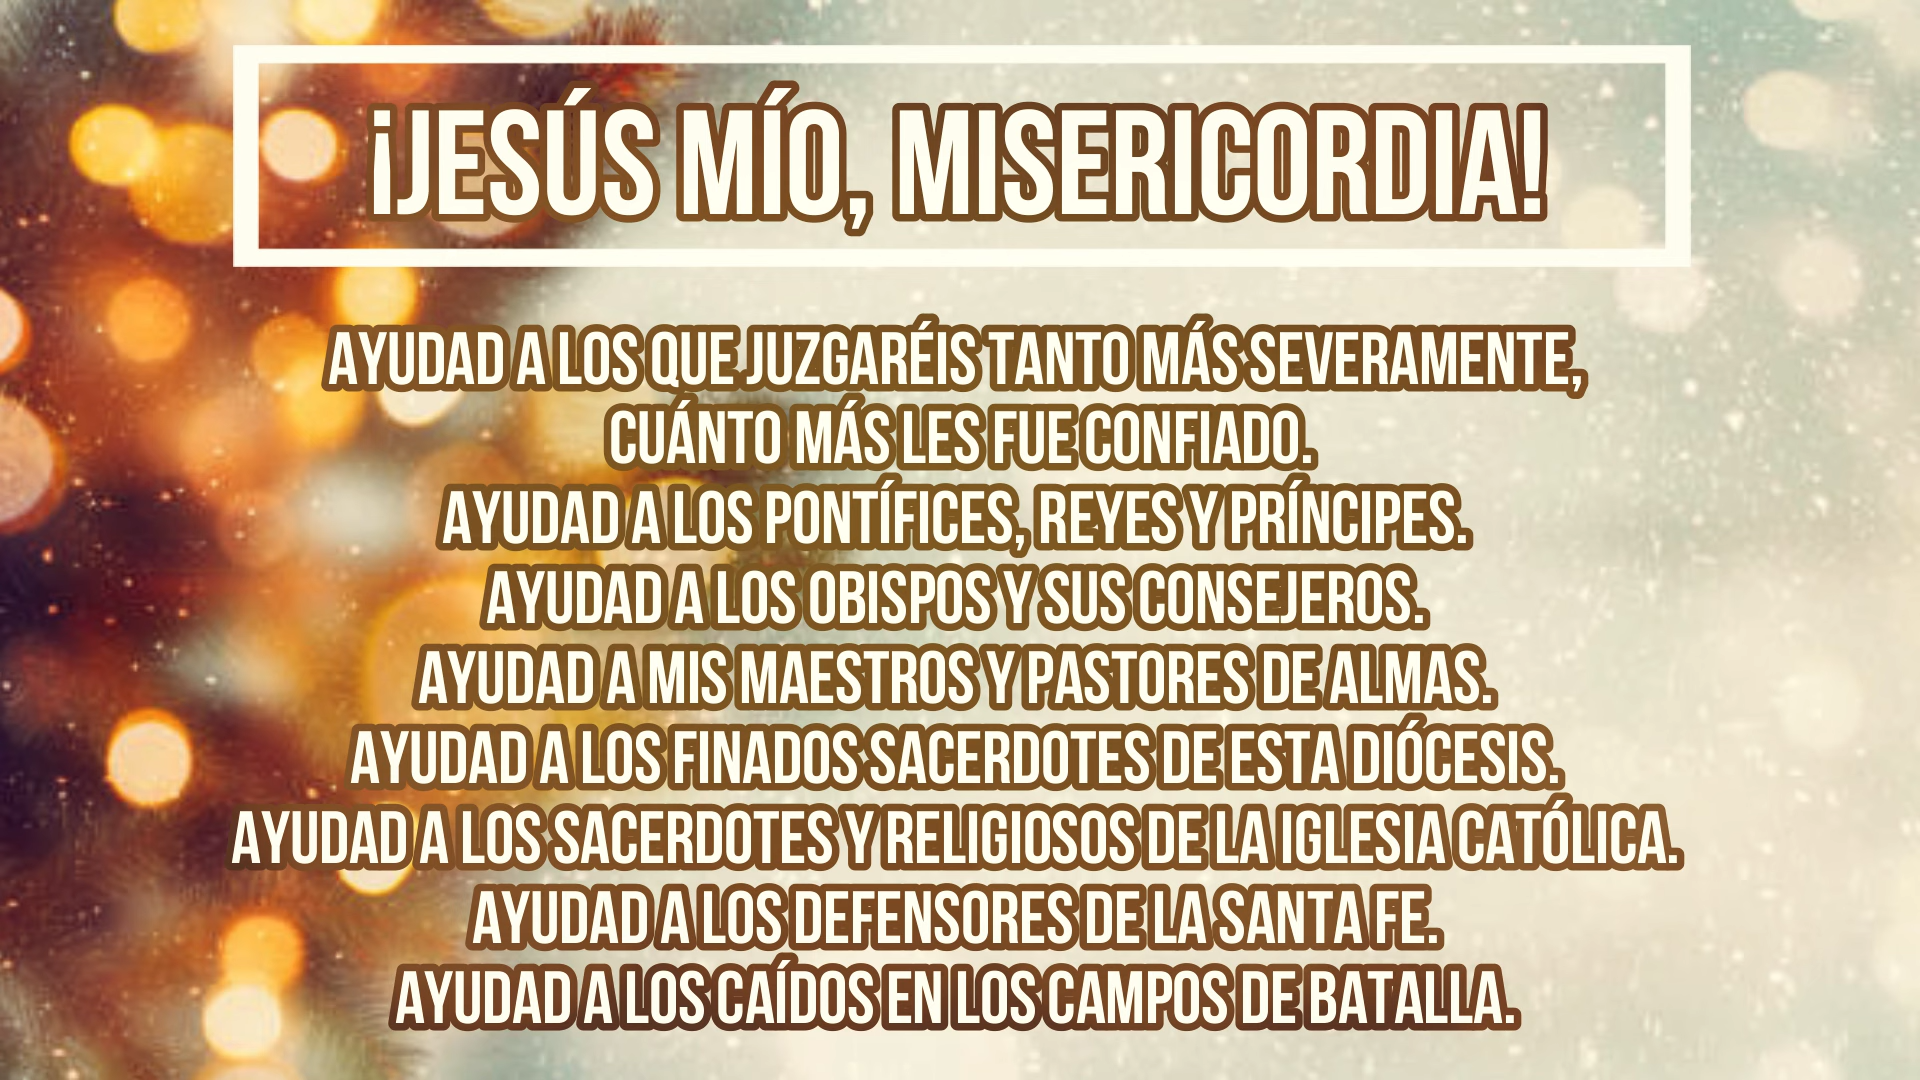 ¡JESÚS MÍO, MISERICORDIA!
AYUDAD A LOS QUE JUZGARÉIS TANTO MÁS SEVERAMENTE,
CUÁNTO MÁS LES FUE CONFIADO.
AYUDAD A LOS PONTÍFICES, REYES Y PRÍNCIPES.
AYUDAD A LOS OBISPOS Y SUS CONSEJEROS.
AYUDAD A MIS MAESTROS Y PASTORES DE ALMAS.
AYUDAD A LOS FINADOS SACERDOTES DE ESTA DIÓCESIS.
AYUDAD A LOS SACERDOTES Y RELIGIOSOS DE LA IGLESIA CATÓLICA.
AYUDAD A LOS DEFENSORES DE LA SANTA FE.
AYUDAD A LOS CAÍDOS EN LOS CAMPOS DE BATALLA.